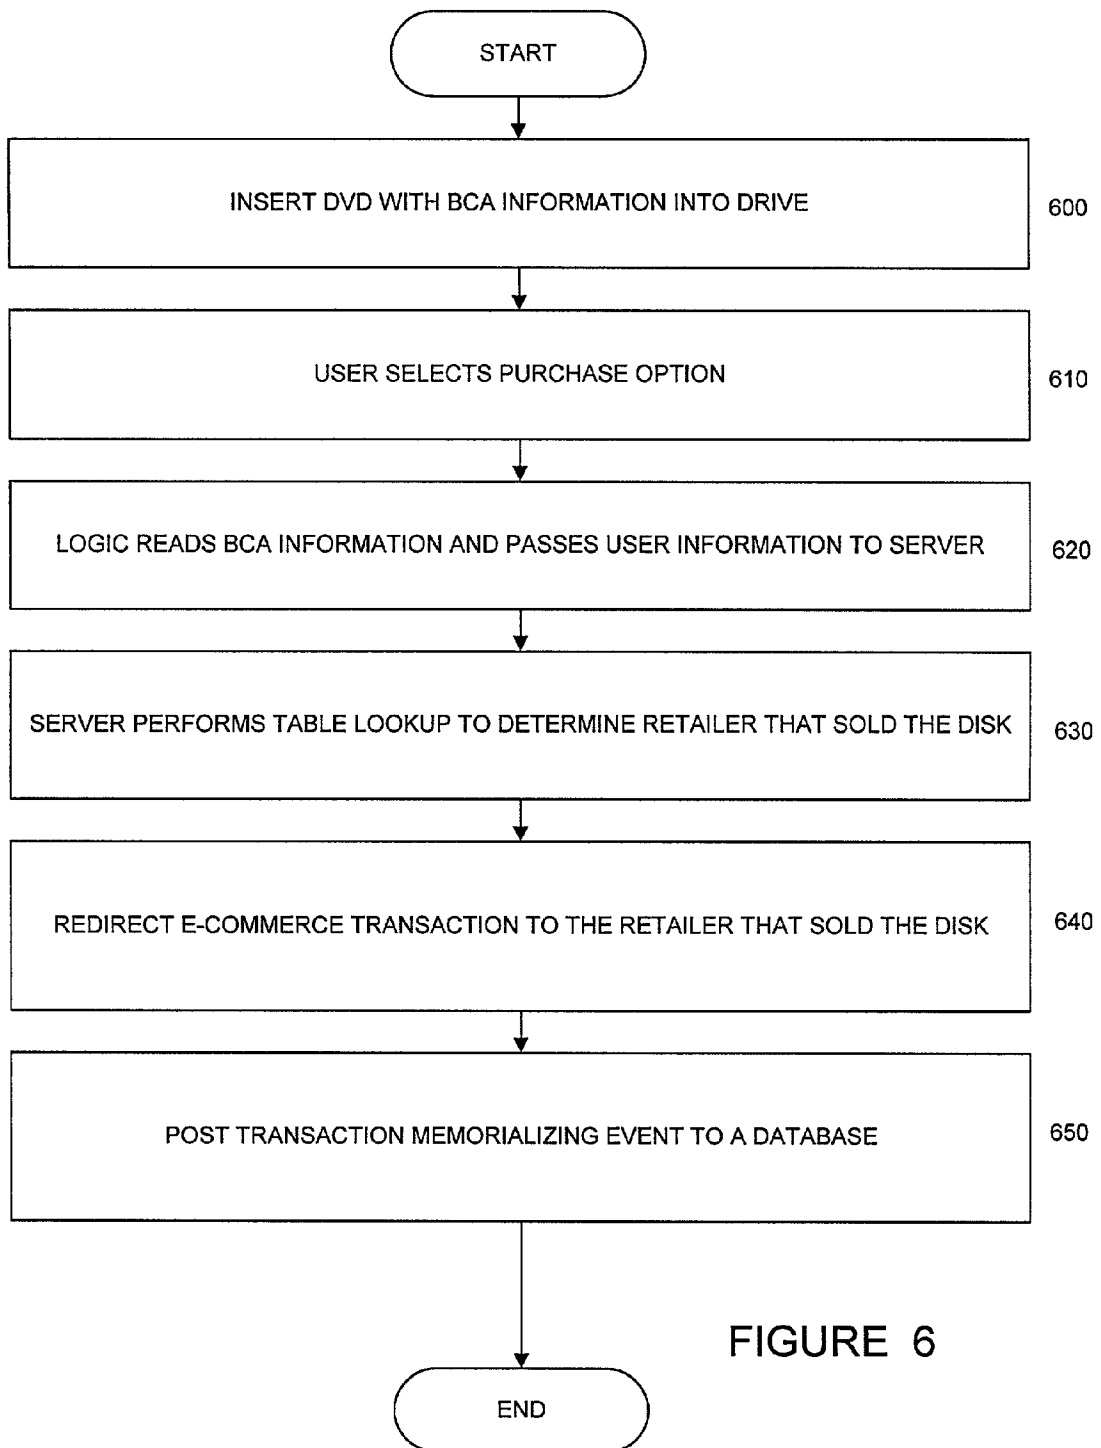 START
INSERT DVD WITH BCA INFORMATION INTO DRIVE
600
USER SELECTS PURCHASE OPTION
610
LOGIC READS BCA INFORMATION AND PASSES USER INFORMATION TO SERVER
620
SERVER PERFORMS TABLE LOOKUP TO DETERMINE RETAILER THAT SOLD THE DISK
630
REDIRECT E-COMMERCE TRANSACTION TO THE RETAILER THAT SOLD THE DISK
640
POST TRANSACTION MEMORIALIZING EVENT TO A DATABASE
650
FIGURE 6
END